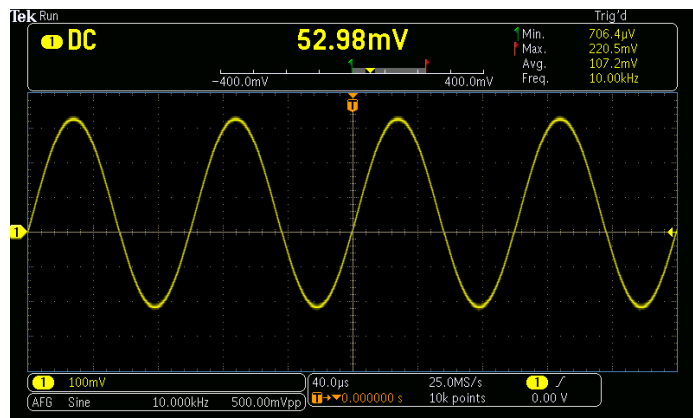 Tek Run Trig'd
1 DC 52.98mV
Min. 706.4µV
Max. 220.5mV
Avg. 107.2mV
Freq. 10.00kHz
-400.0mV 400.0mV
T
1
1 100mV
40.0µs 25.0MS/s 1
T→▼0.000000 s 10k points 0.00 V
AFG Sine 10.000kHz 500.00mVpp